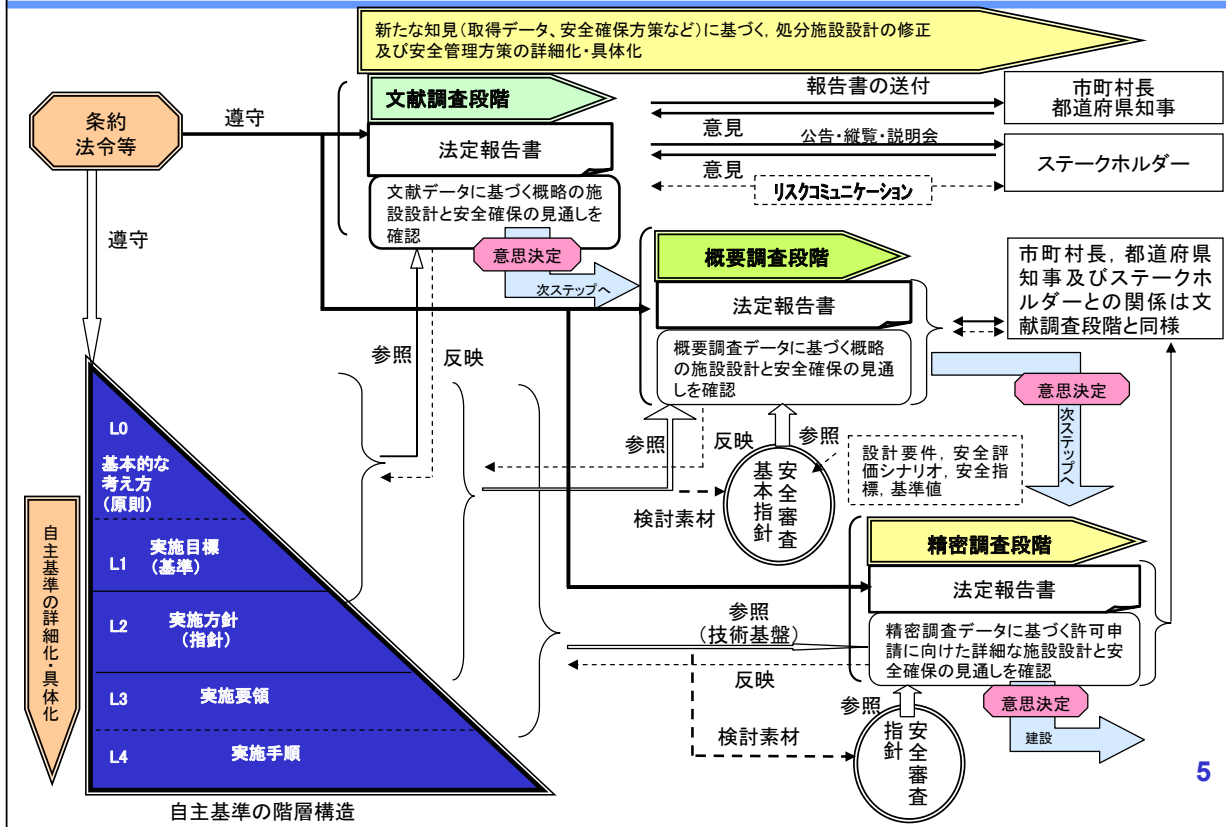 新たな知見(取得データ、安全確保方策など)に基づく, 処分施設設計の修正
及び安全管理方策の詳細化・具体化
条約
法令等
遵守
文献調査段階
法定報告書
文献データに基づく概略の施
設設計と安全確保の見通しを
確認
報告書の送付
意見
公告・縦覧・説明会
意見
リスクコミュニケーション
市町村長
都道府県知事
ステークホルダー
遵守
意思決定
次ステップへ
概要調査段階
法定報告書
概要調査データに基づく概略
の施設設計と安全確保の見通
しを確認
市町村長, 都道府県
知事及びステークホ
ルダーとの関係は文
献調査段階と同様
参照
反映
意思決定
次ステップへ
参照
反映
参照
安全審査
基本指針
設計要件, 安全評
価シナリオ, 安全指
標, 基準値
検討素材
精密調査段階
法定報告書
精密調査データに基づく許可申
請に向けた詳細な施設設計と安
全確保の見通しを確認
参照
(技術基盤)
反映
参照
意思決定
建設
検討素材
安全審査
指針
自主基準の詳細化・具体化
L0
基本的な
考え方
(原則)
L1
実施目標
(基準)
L2
実施方針
(指針)
L3
実施要領
L4
実施手順
自主基準の階層構造
5